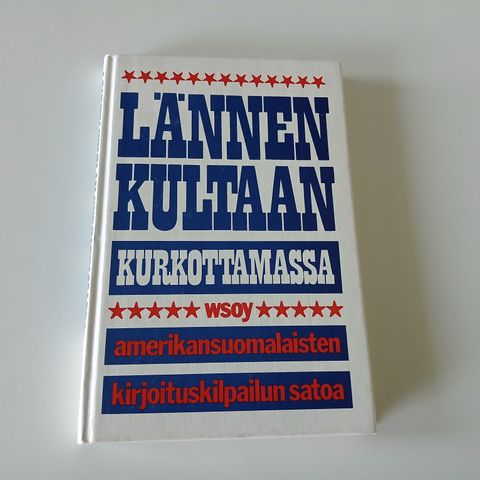 LÄNNEN
KULTAAN
KURKOTTAMASSA
wsoy
amerikansuomalaisten
kirjoituskilpailun satoa